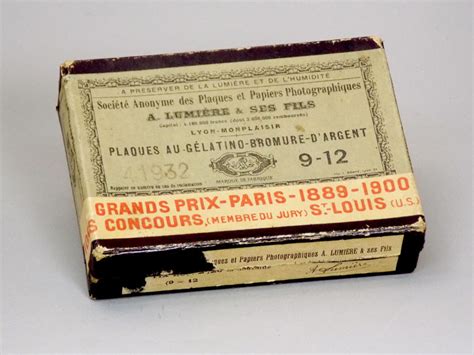 A PRÉSERVER DE LA LUMIÈRE ET DE L'HUMIDITÉ
Société Anonyme des Plaques et Papiers Photographiques
A. LUMIÈRE & SES FILS
LYON-MONPLAISIR
PLAQUES AU GÉLATINO-BROMURE-D'ARGENT
41932
9-12
MARQUE DE FABRIQUE
GRANDS PRIX-PARIS-1889-1900
S CONCOURS, (MEMBRE DU JURY) ST LOUIS (U.S.)
es et Papiers Photographiques A. LUMIÈRE & ses Fils
(9 - 12